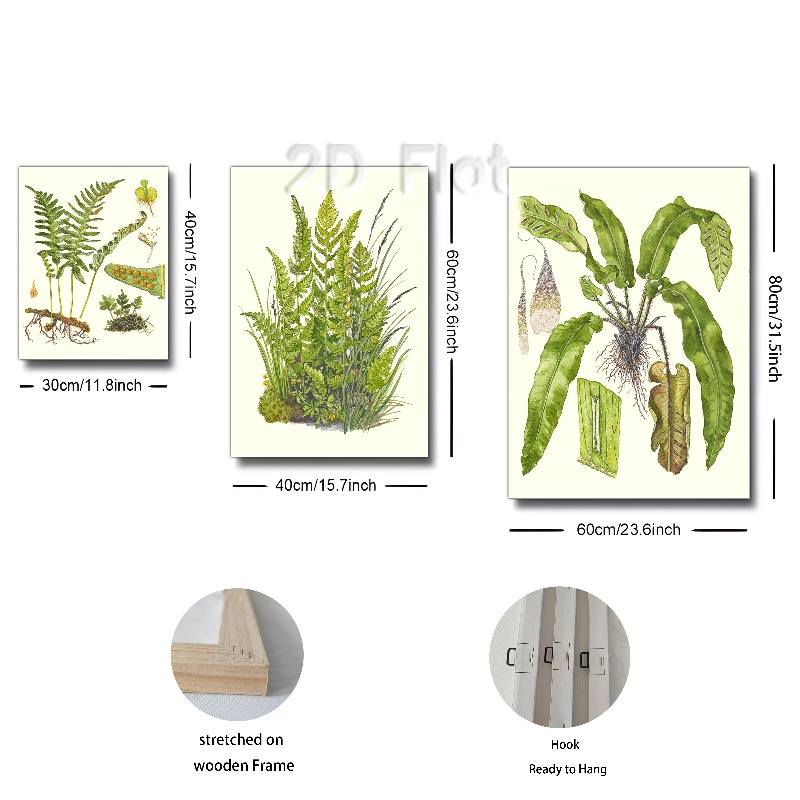 2D Flat
40cm/15.7inch
60cm/23.6inch
80cm/31.5inch
30cm/11.8inch
40cm/15.7inch
60cm/23.6inch
stretched on
wooden Frame
Hook
Ready to Hang